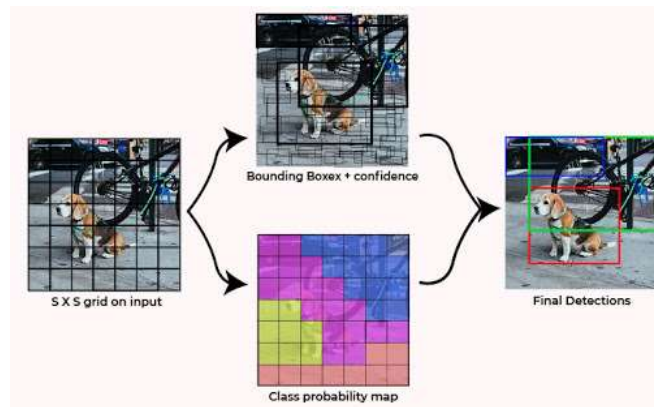 Bounding Boxex + confidence
S X S grid on input
Final Detections
Class probability map